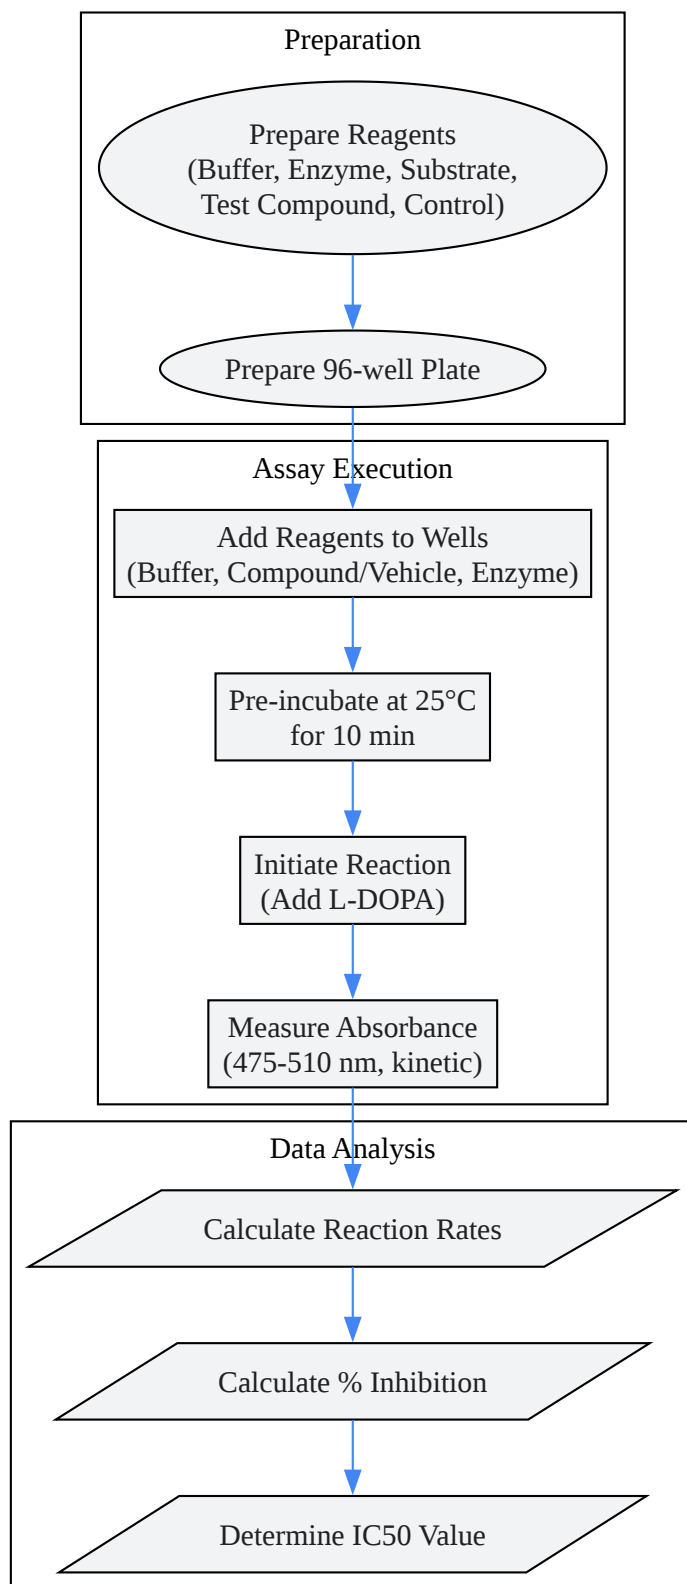 Preparation
Prepare Reagents
(Buffer, Enzyme, Substrate,
Test Compound, Control)
Prepare 96-well Plate
Assay Execution
Add Reagents to Wells
(Buffer, Compound/Vehicle, Enzyme)
Pre-incubate at 25°C
for 10 min
Initiate Reaction
(Add L-DOPA)
Measure Absorbance
(475-510 nm, kinetic)
Data Analysis
Calculate Reaction Rates
Calculate % Inhibition
Determine IC50 Value